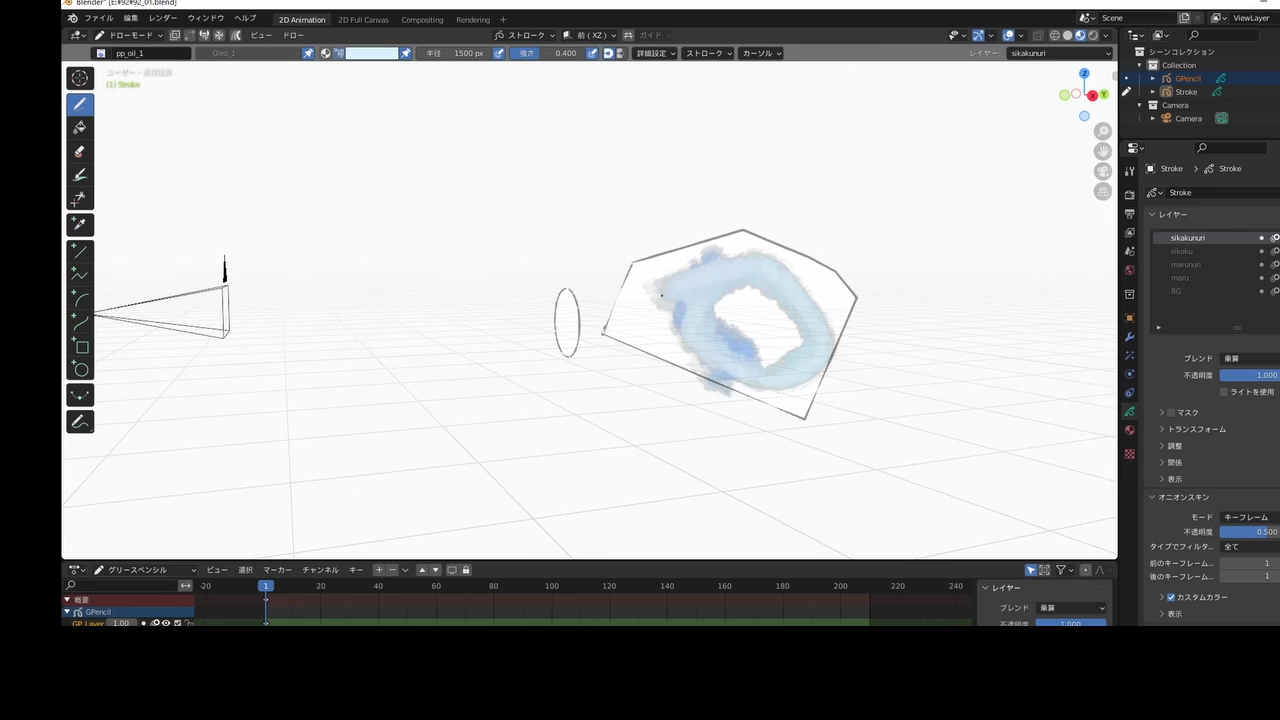 Blender* [E:¥92¥92_01.blend]
ファイル 編集 レンダー ウィンドウ ヘルプ 2D Animation 2D Full Canvas Compositing Rendering Scene ViewLayer
ドローモード ビュー ドロー ストローク 前 (XZ) ガイド
pp_oil_1 Oleo_1 半径 1500 px 強さ 0.400 詳細設定 ストローク カーソル レイヤー: sikakunuri
ユーザー・透視投影
(1) Stroke
Z
X
Y
シーンコレクション
Collection
GPencil
Stroke
Camera
Camera
Stroke Stroke
Stroke
レイヤー
sikakunuri
sikaku
marunuri
maru
BG
ブレンド 乗算
不透明度 1.000
ライトを使用
マスク
トランスフォーム
調整
関係
表示
オニオンスキン
モード キーフレーム
不透明度 0.500
タイプでフィルタ... 全て
前のキーフレーム... 1
後のキーフレーム... 1
カスタムカラー
表示
グリースペンシル ビュー 選択 マーカー チャンネル キー
-20 1 20 40 60 80 100 120 140 160 180 200 220 240
概要
GPencil
GP_Layer 1.00
レイヤー
ブレンド 乗算
不透明度 1.000